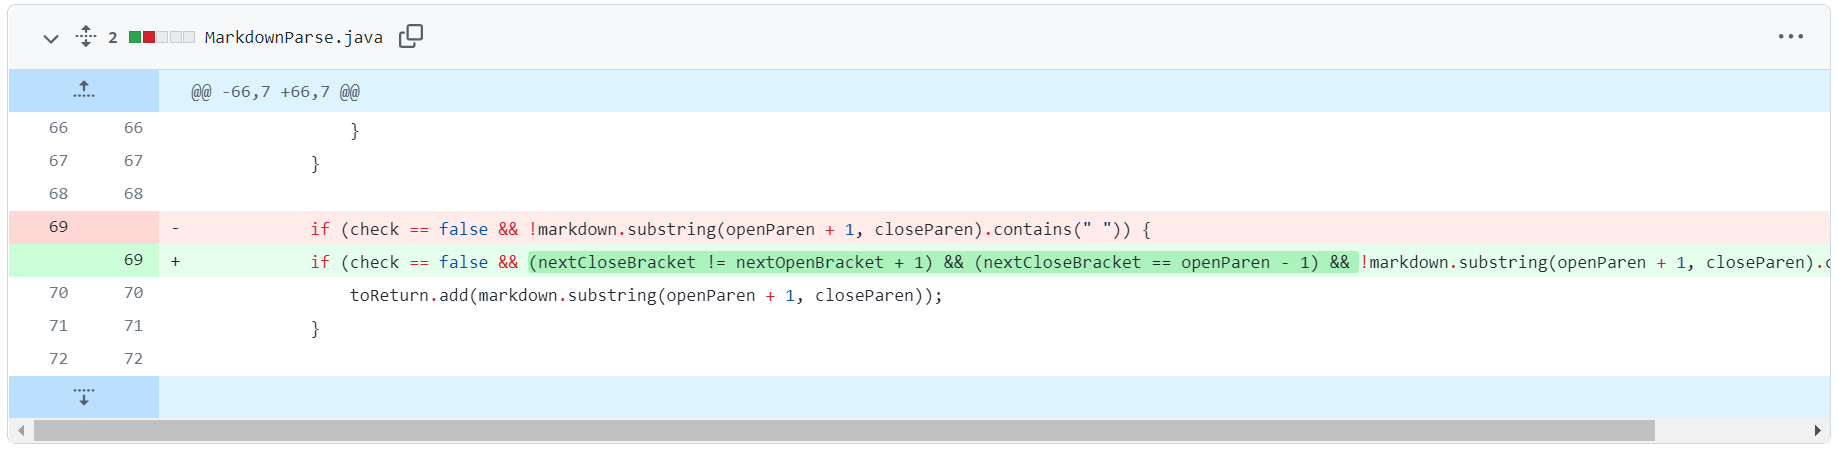 2 MarkdownParse.java
@@ -66,7 +66,7 @@
66 66 }
67 67 }
68 68
69 - if (check == false && !markdown.substring(openParen + 1, closeParen).contains(" ")) {
69 + if (check == false && (nextCloseBracket != nextOpenBracket + 1) && (nextCloseBracket == openParen - 1) && !markdown.substring(openParen + 1, closeParen).
70 70 toReturn.add(markdown.substring(openParen + 1, closeParen));
71 71 }
72 72